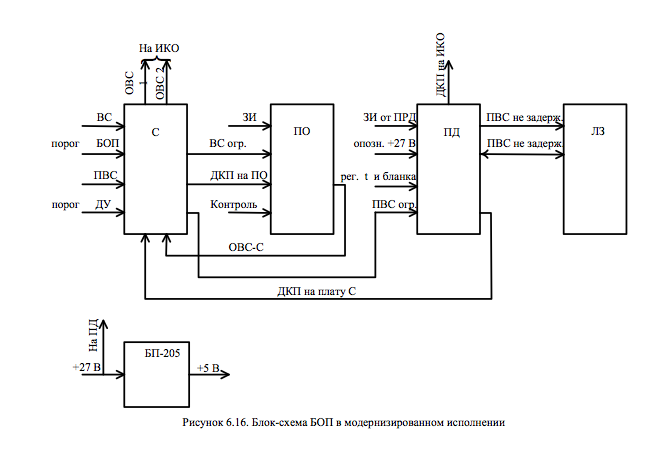 На ИКО
ОВС 1
ОВС 2
ДКП на ИКО
ВС
порог БОП
ПВС
порог ДУ
С
ЗИ
ВС огр.
ДКП на ПО
Контроль
ПО
ЗИ от ПРД
опозн. +27 В
рег. t и бланка
ПВС огр.
ПД
ПВС не задерж.
ПВС не задерж.
ЛЗ
ОВС-С
ДКП на плату С
На ПД
+27 В
БП-205
+5 В
Рисунок 6.16. Блок-схема БОП в модернизированном исполнении